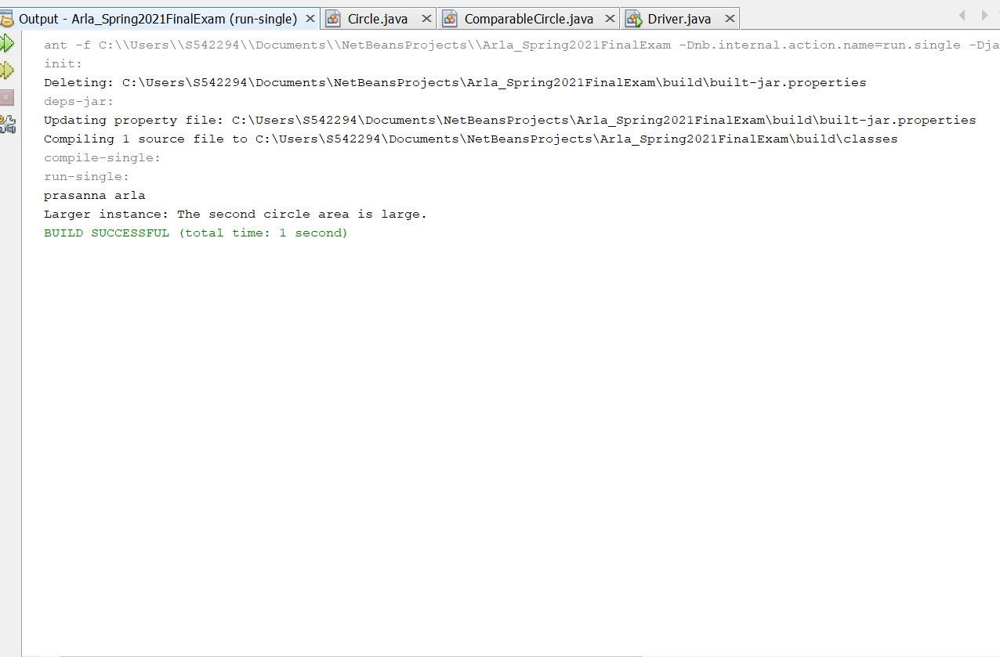 Output - Arla_Spring2021FinalExam (run-single) Circle.java ComparableCircle.java Driver.java
ant -f C:\\Users\\S542294\\Documents\\NetBeansProjects\\Arla_Spring2021FinalExam -Dnb.internal.action.name=run.single -Dja
init:
Deleting: C:\Users\S542294\Documents\NetBeansProjects\Arla_Spring2021FinalExam\build\built-jar.properties
deps-jar:
Updating property file: C:\Users\S542294\Documents\NetBeansProjects\Arla_Spring2021FinalExam\build\built-jar.properties
Compiling 1 source file to C:\Users\S542294\Documents\NetBeansProjects\Arla_Spring2021FinalExam\build\classes
compile-single:
run-single:
prasanna arla
Larger instance: The second circle area is large.
BUILD SUCCESSFUL (total time: 1 second)